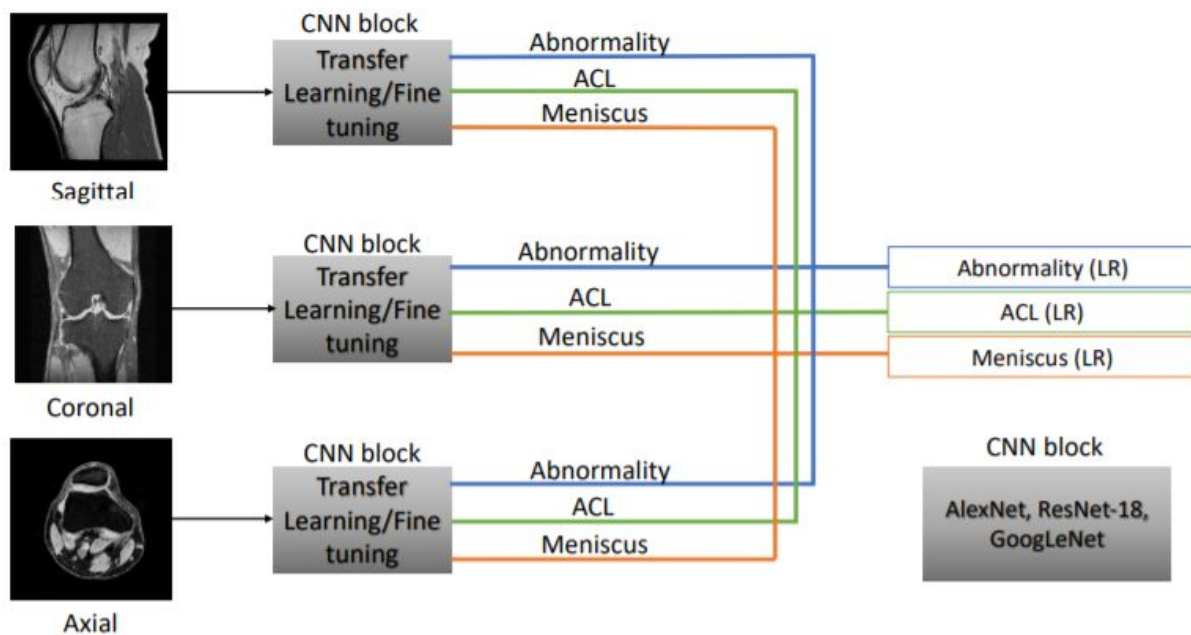 CNN block
Transfer
Learning/Fine
tuning
Abnormality
ACL
Meniscus
Sagittal
CNN block
Transfer
Learning/Fine
tuning
Abnormality
ACL
Meniscus
Coronal
Abnormality (LR)
ACL (LR)
Meniscus (LR)
CNN block
Transfer
Learning/Fine
tuning
Abnormality
ACL
Meniscus
Axial
CNN block
AlexNet, ResNet-18,
GoogLeNet